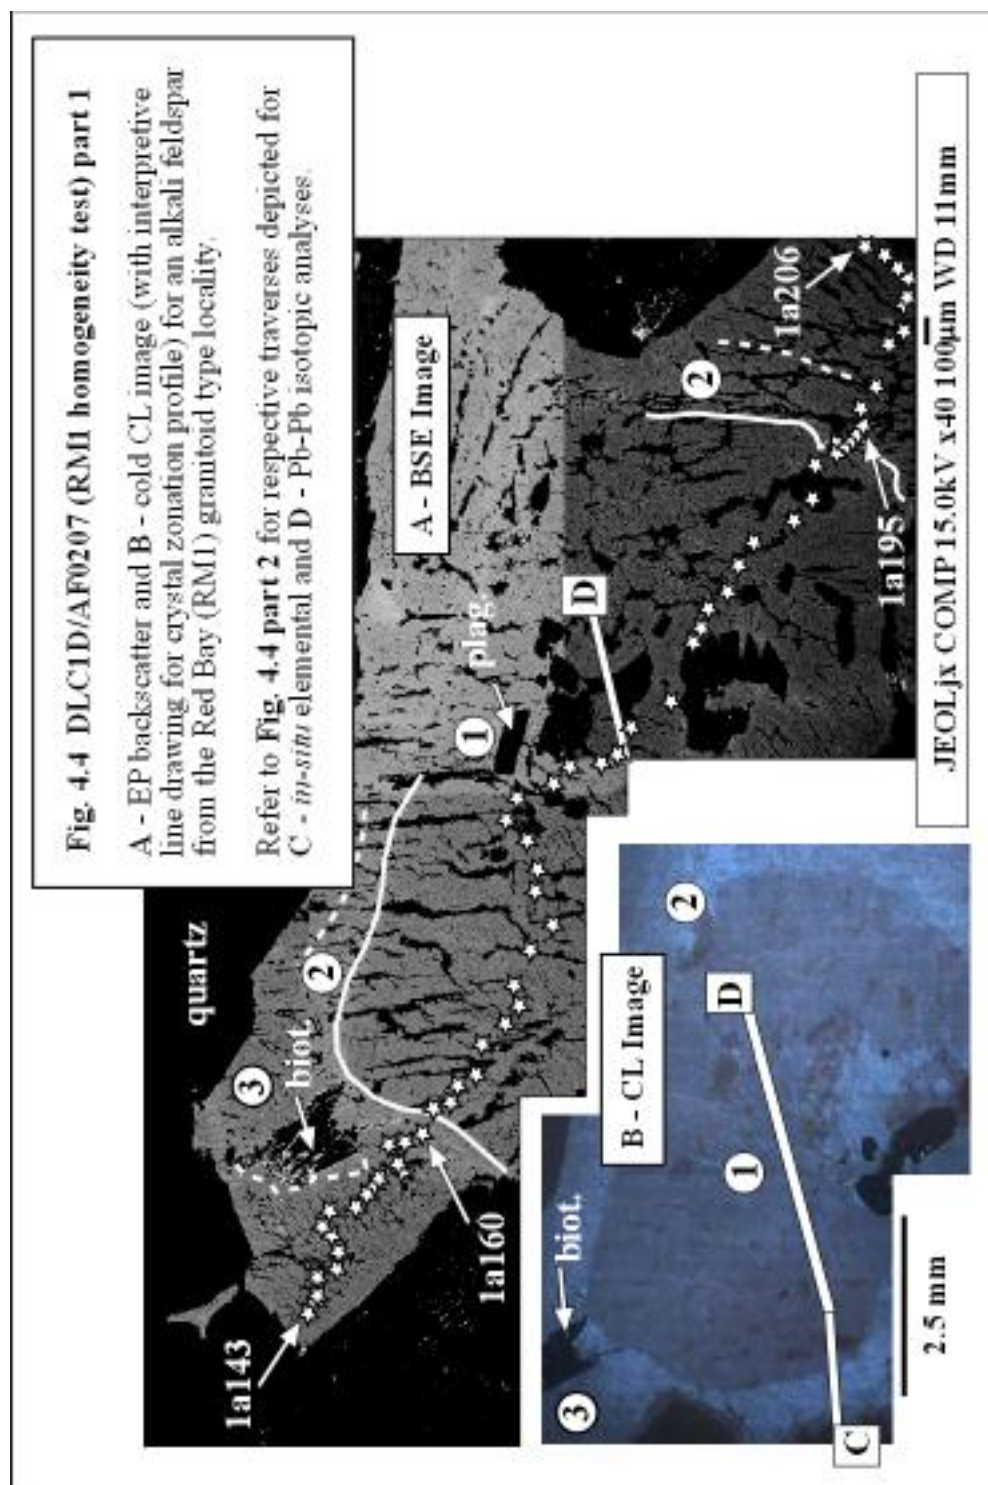 Fig. 4.4 DLC1D/AF0207 (RM1 homogeneity test) part 1
A - EP backscatter and B - cold CL image (with interpretive
line drawing for crystal zonation profile) for an alkali feldspar
from the Red Bay (RM1) granitoid type locality.
Refer to Fig. 4.4 part 2 for respective traverses depicted for
C - in-situ elemental and D - Pb-Pb isotopic analyses.
quartz
A - BSE Image
3
biot.
2
1
plag.
D
2
1a143
1a160
1a195
1a206
JEOLjx COMP 15.0kV x40 100µm WD 11mm
B - CL Image
biot.
3
2
D
1
C
2.5 mm